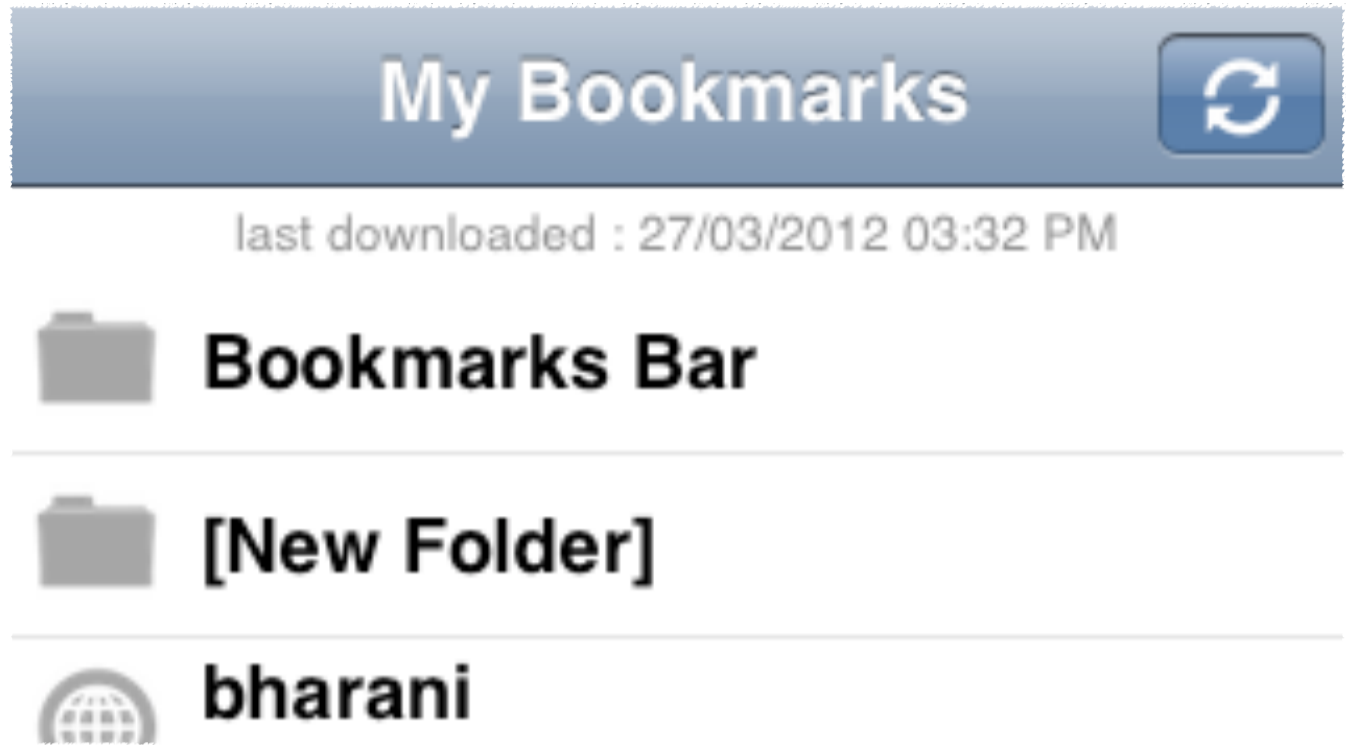 My Bookmarks
last downloaded : 27/03/2012 03:32 PM
Bookmarks Bar
[New Folder]
bharani